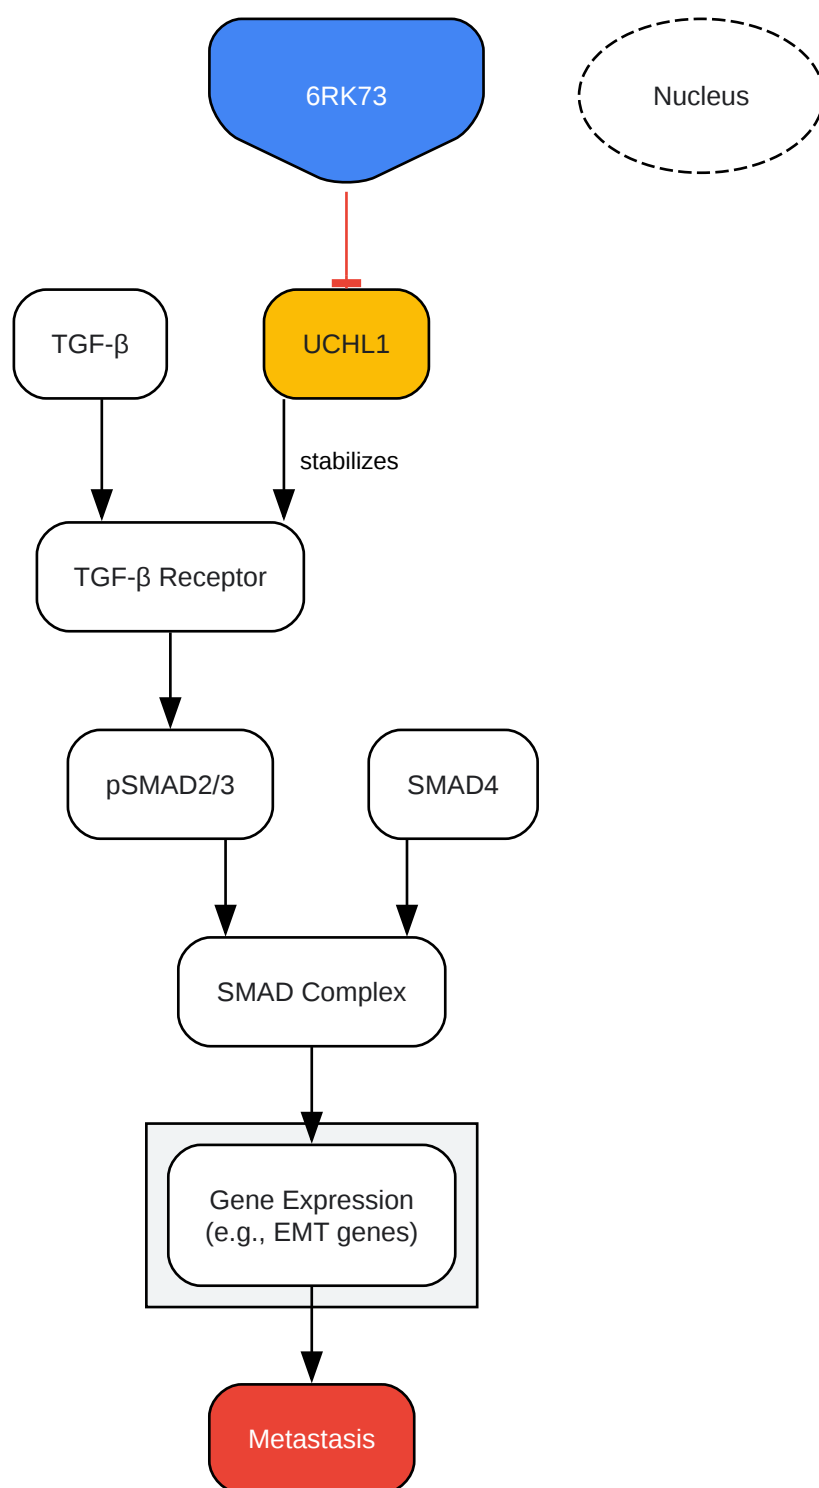 6RK73
Nucleus
TGF-β
UCHL1
stabilizes
TGF-β Receptor
pSMAD2/3
SMAD4
SMAD Complex
Gene Expression
(e.g., EMT genes)
Metastasis